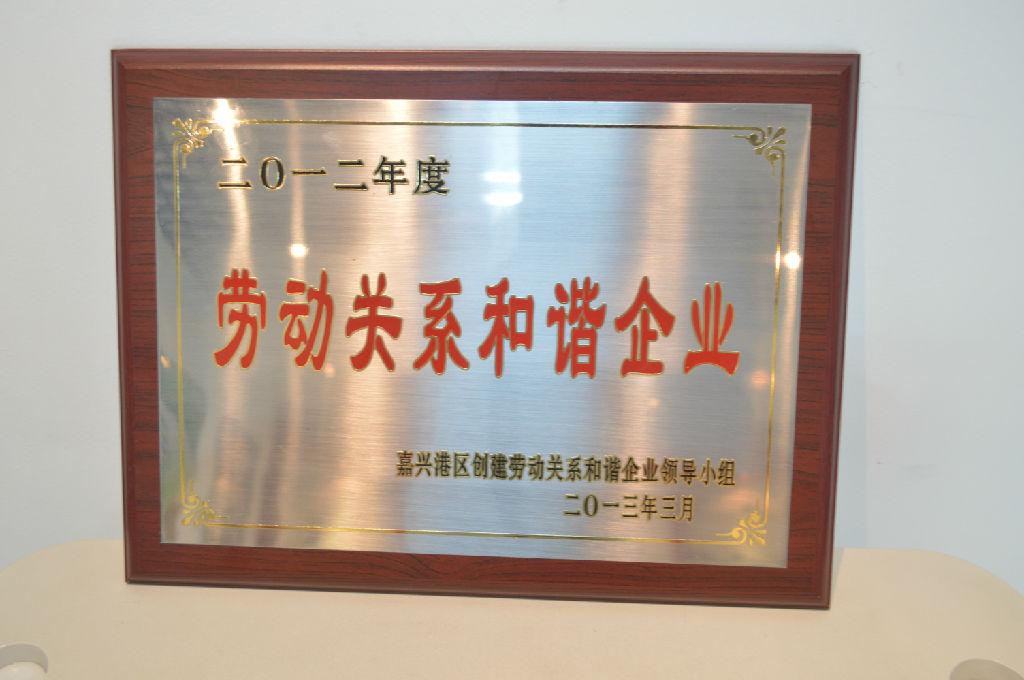 二〇一二年度
劳动关系和谐企业
嘉兴港区创建劳动关系和谐企业领导小组
二〇一三年三月